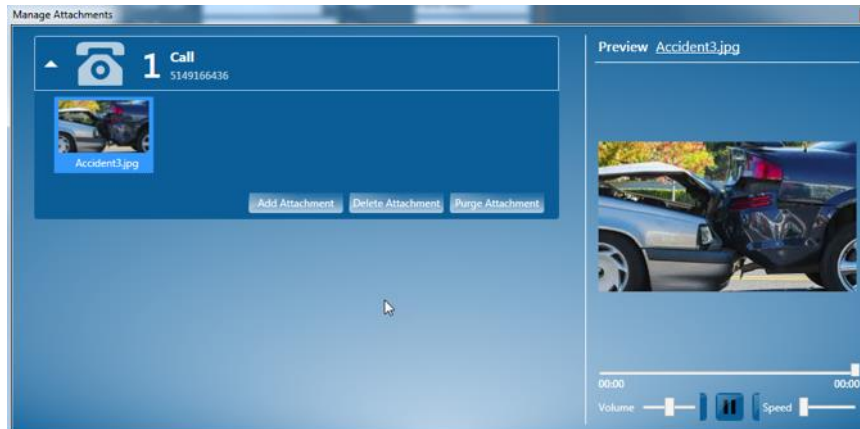 Manage Attachments
1 Call
5149166436
Accident3.jpg
Add Attachment Delete Attachment Purge Attachment
Preview Accident3.jpg
00:00 00:00
Volume Speed